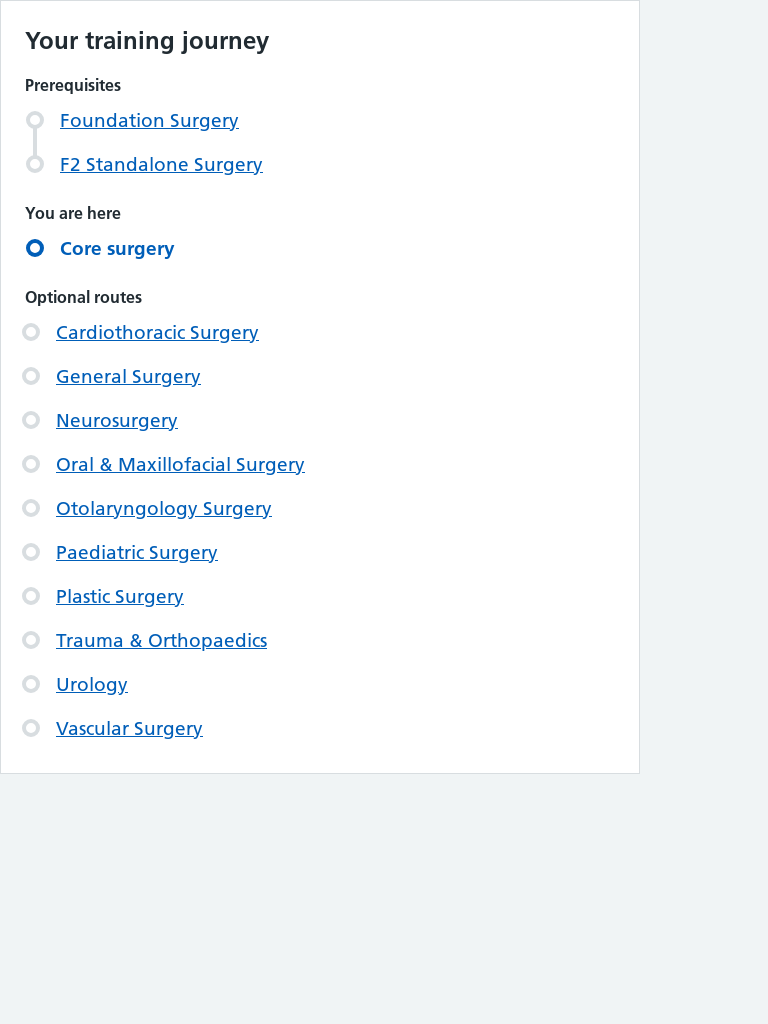 Your training journey
Prerequisites
Foundation Surgery
F2 Standalone Surgery
You are here
Core surgery
Optional routes
Cardiothoracic Surgery
General Surgery
Neurosurgery
Oral & Maxillofacial Surgery
Otolaryngology Surgery
Paediatric Surgery
Plastic Surgery
Trauma & Orthopaedics
Urology
Vascular Surgery